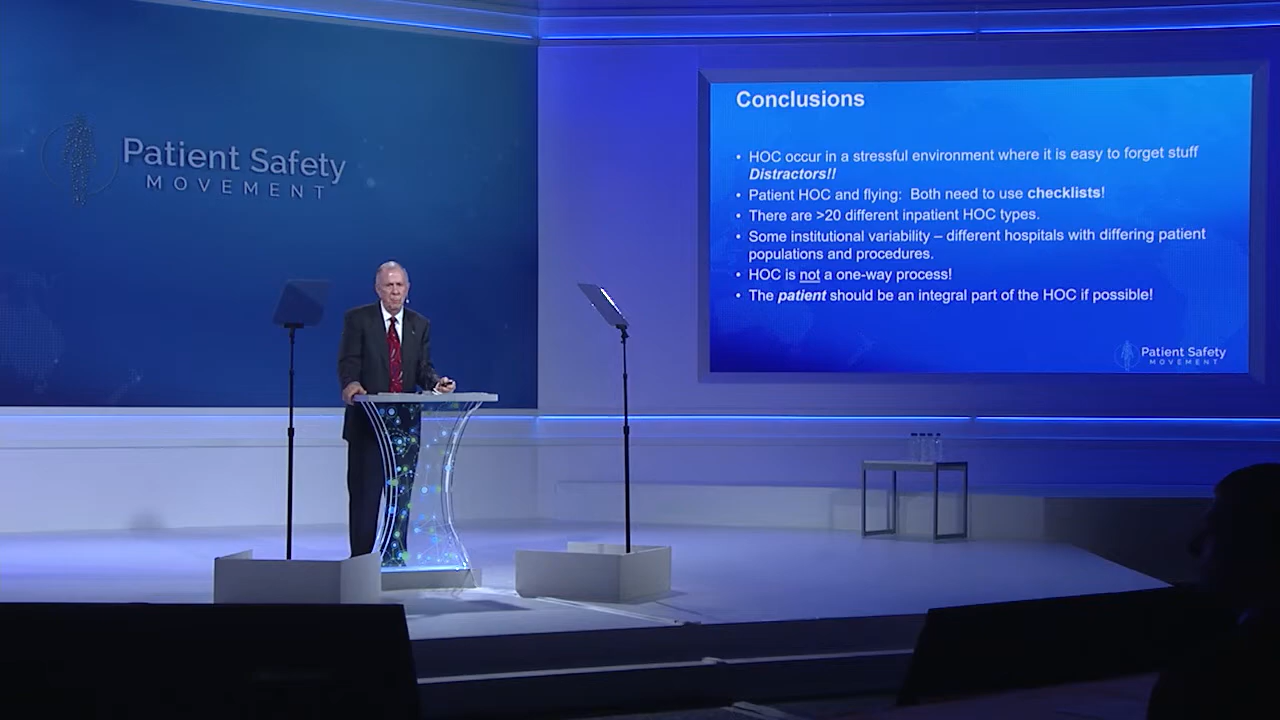 Patient Safety
MOVEMENT
Conclusions
• HOC occur in a stressful environment where it is easy to forget stuff
Distractors!!
• Patient HOC and flying: Both need to use checklists!
• There are >20 different inpatient HOC types.
• Some institutional variability – different hospitals with differing patient
populations and procedures.
• HOC is not a one-way process!
• The patient should be an integral part of the HOC if possible!
Patient Safety
MOVEMENT